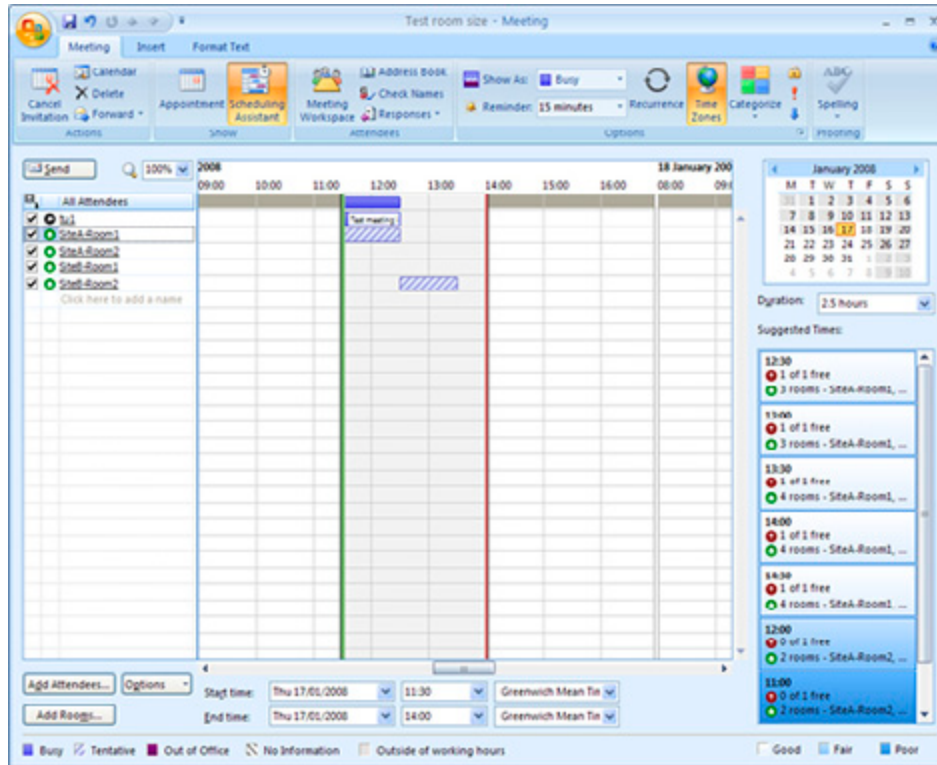 Test room size - Meeting
Meeting Insert Format Text
Cancel Invitation
Calendar
Delete
Forward
Actions
Appointment
Scheduling Assistant
Show
Meeting Workspace
Address Book
Check Names
Responses
Attendees
Show As: Busy
Reminder: 15 minutes
Recurrence
Time Zones
Categorize
Options
ABC
Spelling
Proofing
Send 100%
2008 18 January 200
09:00 10:00 11:00 12:00 13:00 14:00 15:00 16:00 08:00 09:
All Attendees
tu1
Test meeting
SiteA-Room1
SiteA-Room2
SiteB-Room1
SiteB-Room2
Click here to add a name
January 2008
M T W T F S S
31 1 2 3 4 5 6
7 8 9 10 11 12 13
14 15 16 17 18 19 20
21 22 23 24 25 26 27
28 29 30 31 1 2 3
4 5 6 7 8 9 10
Duration: 2.5 hours
Suggested Times:
12:30
1 of 1 free
3 rooms - SiteA-Room1, ...
13:00
1 of 1 free
3 rooms - SiteA-Room1, ...
13:30
1 of 1 free
4 rooms - SiteA-Room1, ...
14:00
1 of 1 free
4 rooms - SiteA-Room1, ...
14:30
1 of 1 free
4 rooms - SiteA-Room1, ...
12:00
0 of 1 free
2 rooms - SiteA-Room2, ...
11:00
0 of 1 free
2 rooms - SiteA-Room2, ...
Add Attendees... Options
Add Rooms...
Start time: Thu 17/01/2008 11:30 Greenwich Mean Tin
End time: Thu 17/01/2008 14:00 Greenwich Mean Tin
Busy Tentative Out of Office No Information Outside of working hours
Good Fair Poor